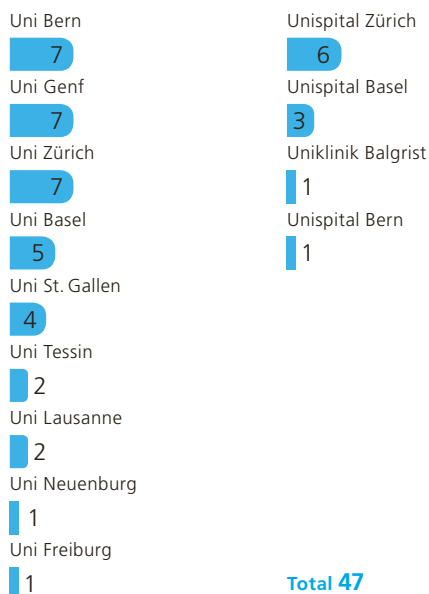 Uni Bern
7
Uni Genf
7
Uni Zürich
7
Uni Basel
5
Uni St. Gallen
4
Uni Tessin
2
Uni Lausanne
2
Uni Neuenburg
1
Uni Freiburg
1
Unispital Zürich
6
Unispital Basel
3
Uniklinik Balgrist
1
Unispital Bern
1
Total 47